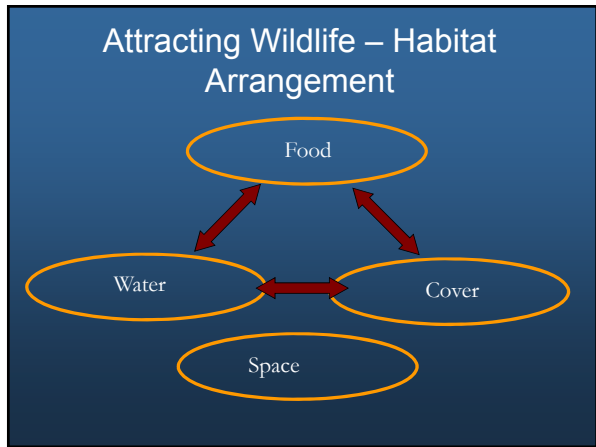 Attracting Wildlife – Habitat
Arrangement
Food
Water
Cover
Space